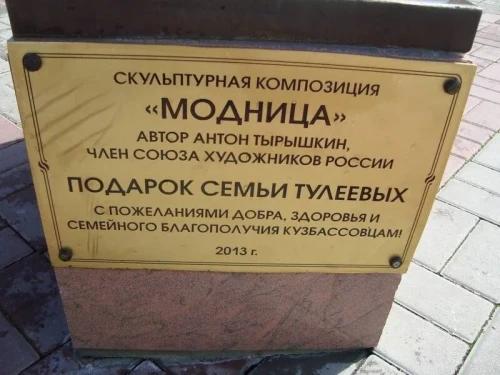 СКУЛЬПТУРНАЯ КОМПОЗИЦИЯ
«МОДНИЦА»
АВТОР АНТОН ТЫРЫШКИН,
ЧЛЕН СОЮЗА ХУДОЖНИКОВ РОССИИ
ПОДАРОК СЕМЬИ ТУЛЕЕВЫХ
С ПОЖЕЛАНИЯМИ ДОБРА, ЗДОРОВЬЯ И
СЕМЕЙНОГО БЛАГОПОЛУЧИЯ КУЗБАССОВЦАМ!
2013 г.